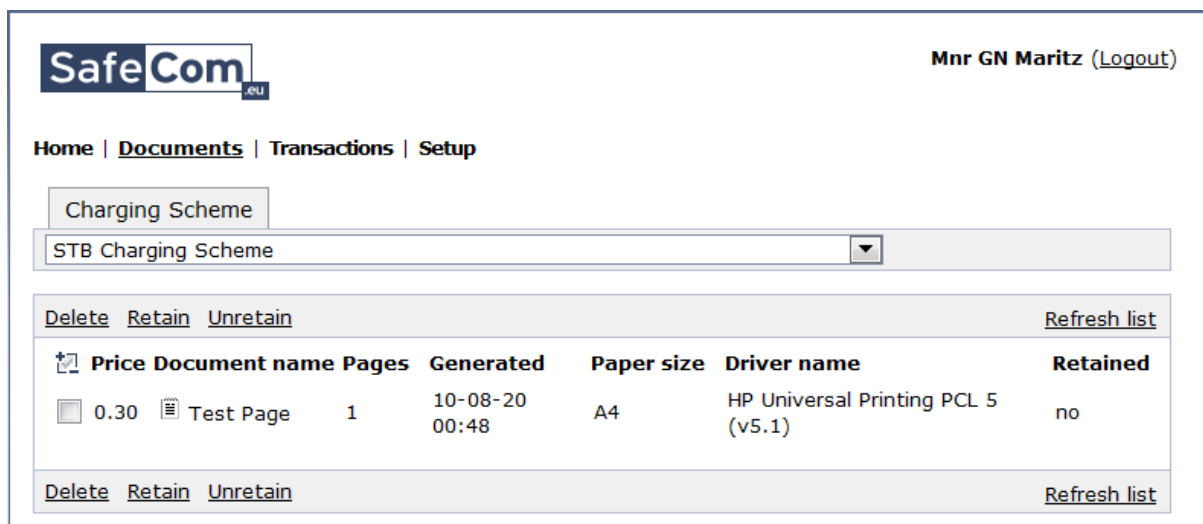 SafeCom.eu
Mnr GN Maritz (Logout)
Home | Documents | Transactions | Setup
Charging Scheme
STB Charging Scheme
Delete Retain Unretain Refresh list
Price Document name Pages Generated Paper size Driver name Retained
0.30 Test Page 1 10-08-20 00:48 A4 HP Universal Printing PCL 5 (v5.1) no
Delete Retain Unretain Refresh list